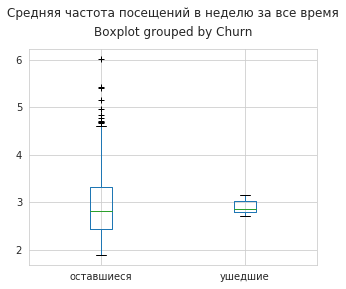 Средняя частота посещений в неделю за все время
Boxplot grouped by Churn
6
5
4
3
2
оставшиеся ушедшие